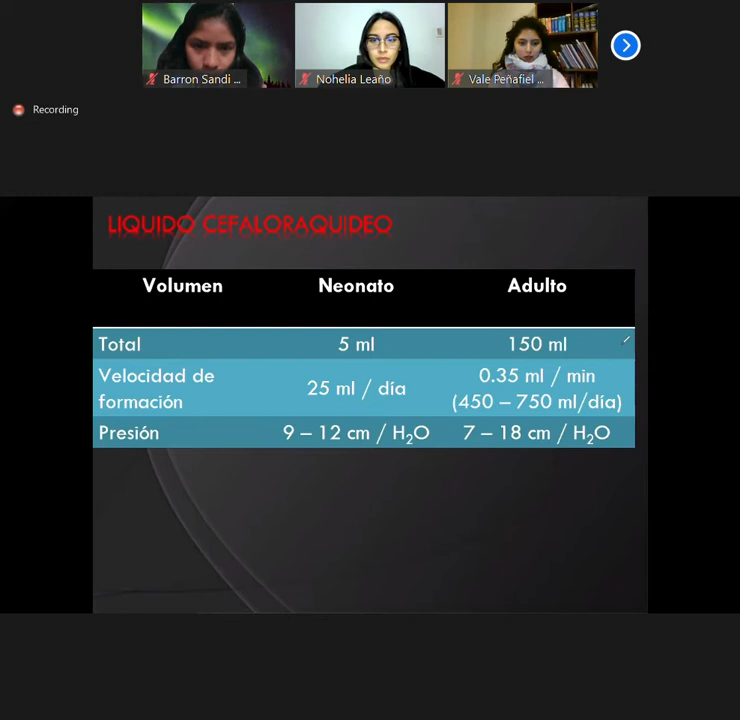 Barron Sandi ...
Nohelia Leaño
Vale Peñafiel ...
Recording
LIQUIDO CEFALORAQUIDEO
Volumen Neonato Adulto
Total 5 ml 150 ml
Velocidad de formación 25 ml / día 0.35 ml / min (450 – 750 ml/día)
Presión 9 – 12 cm / H₂O 7 – 18 cm / H₂O